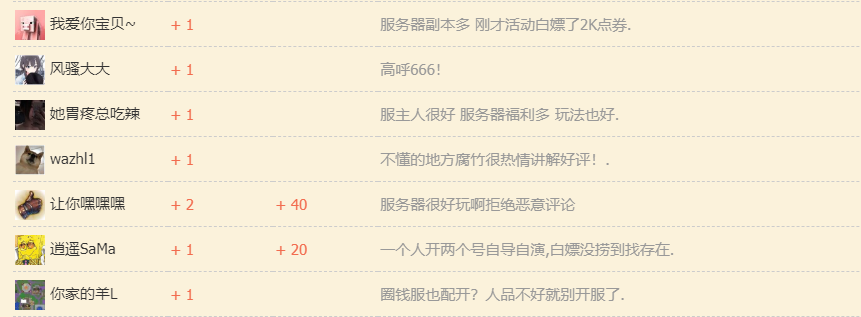 我爱你宝贝~ + 1 服务器副本多 刚才活动白嫖了2K点券.
风骚大大 + 1 高呼666！
她胃疼总吃辣 + 1 服主人很好 服务器福利多 玩法也好.
wazhl1 + 1 不懂的地方腐竹很热情讲解好评！.
让你嘿嘿嘿 + 2 + 40 服务器很好玩啊拒绝恶意评论
逍遥SaMa + 1 + 20 一个人开两个号自导自演,白嫖没捞到找存在.
你家的羊L + 1 圈钱服也配开？人品不好就别开服了.